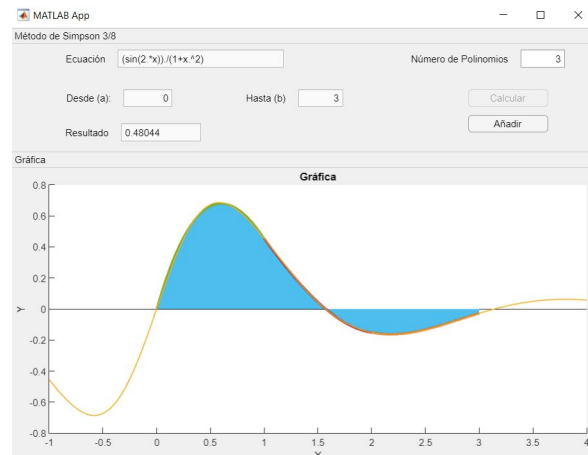 MATLAB App
Método de Simpson 3/8
Ecuación (sin(2.*x))./(1+x.^2) Número de Polinomios 3
Desde (a): 0 Hasta (b) 3 Calcular
Añadir
Resultado 0.48044
Gráfica
Gráfica
0.8
0.6
0.4
0.2
0
-0.2
-0.4
-0.6
-0.8
Y
-1 -0.5 0 0.5 1 1.5 2 2.5 3 3.5 4
X